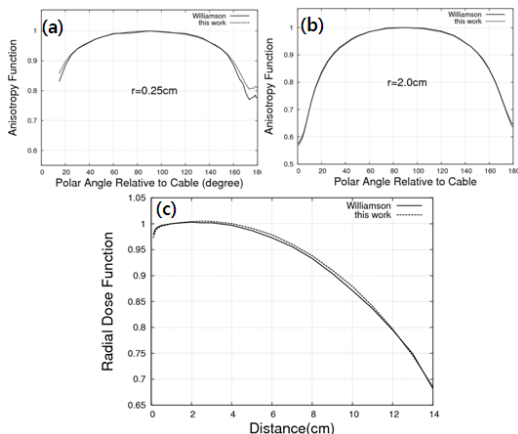 (a)
Williamson
this work
Anisotropy Function
1
0.9
0.8
0.7
0.6
r=0.25cm
0 20 40 60 80 100 120 140 160 180
Polar Angle Relative to Cable (degree)
(b)
Williamson
this work
Anisotropy Function
1
0.9
0.8
0.7
0.6
0.5
r=2.0cm
0 20 40 60 80 100 120 140 160 180
Polar Angle Relative to Cable
(c)
Williamson
this work
Radial Dose Function
1.05
1
0.95
0.9
0.85
0.8
0.75
0.7
0.65
0 2 4 6 8 10 12 14
Distance(cm)